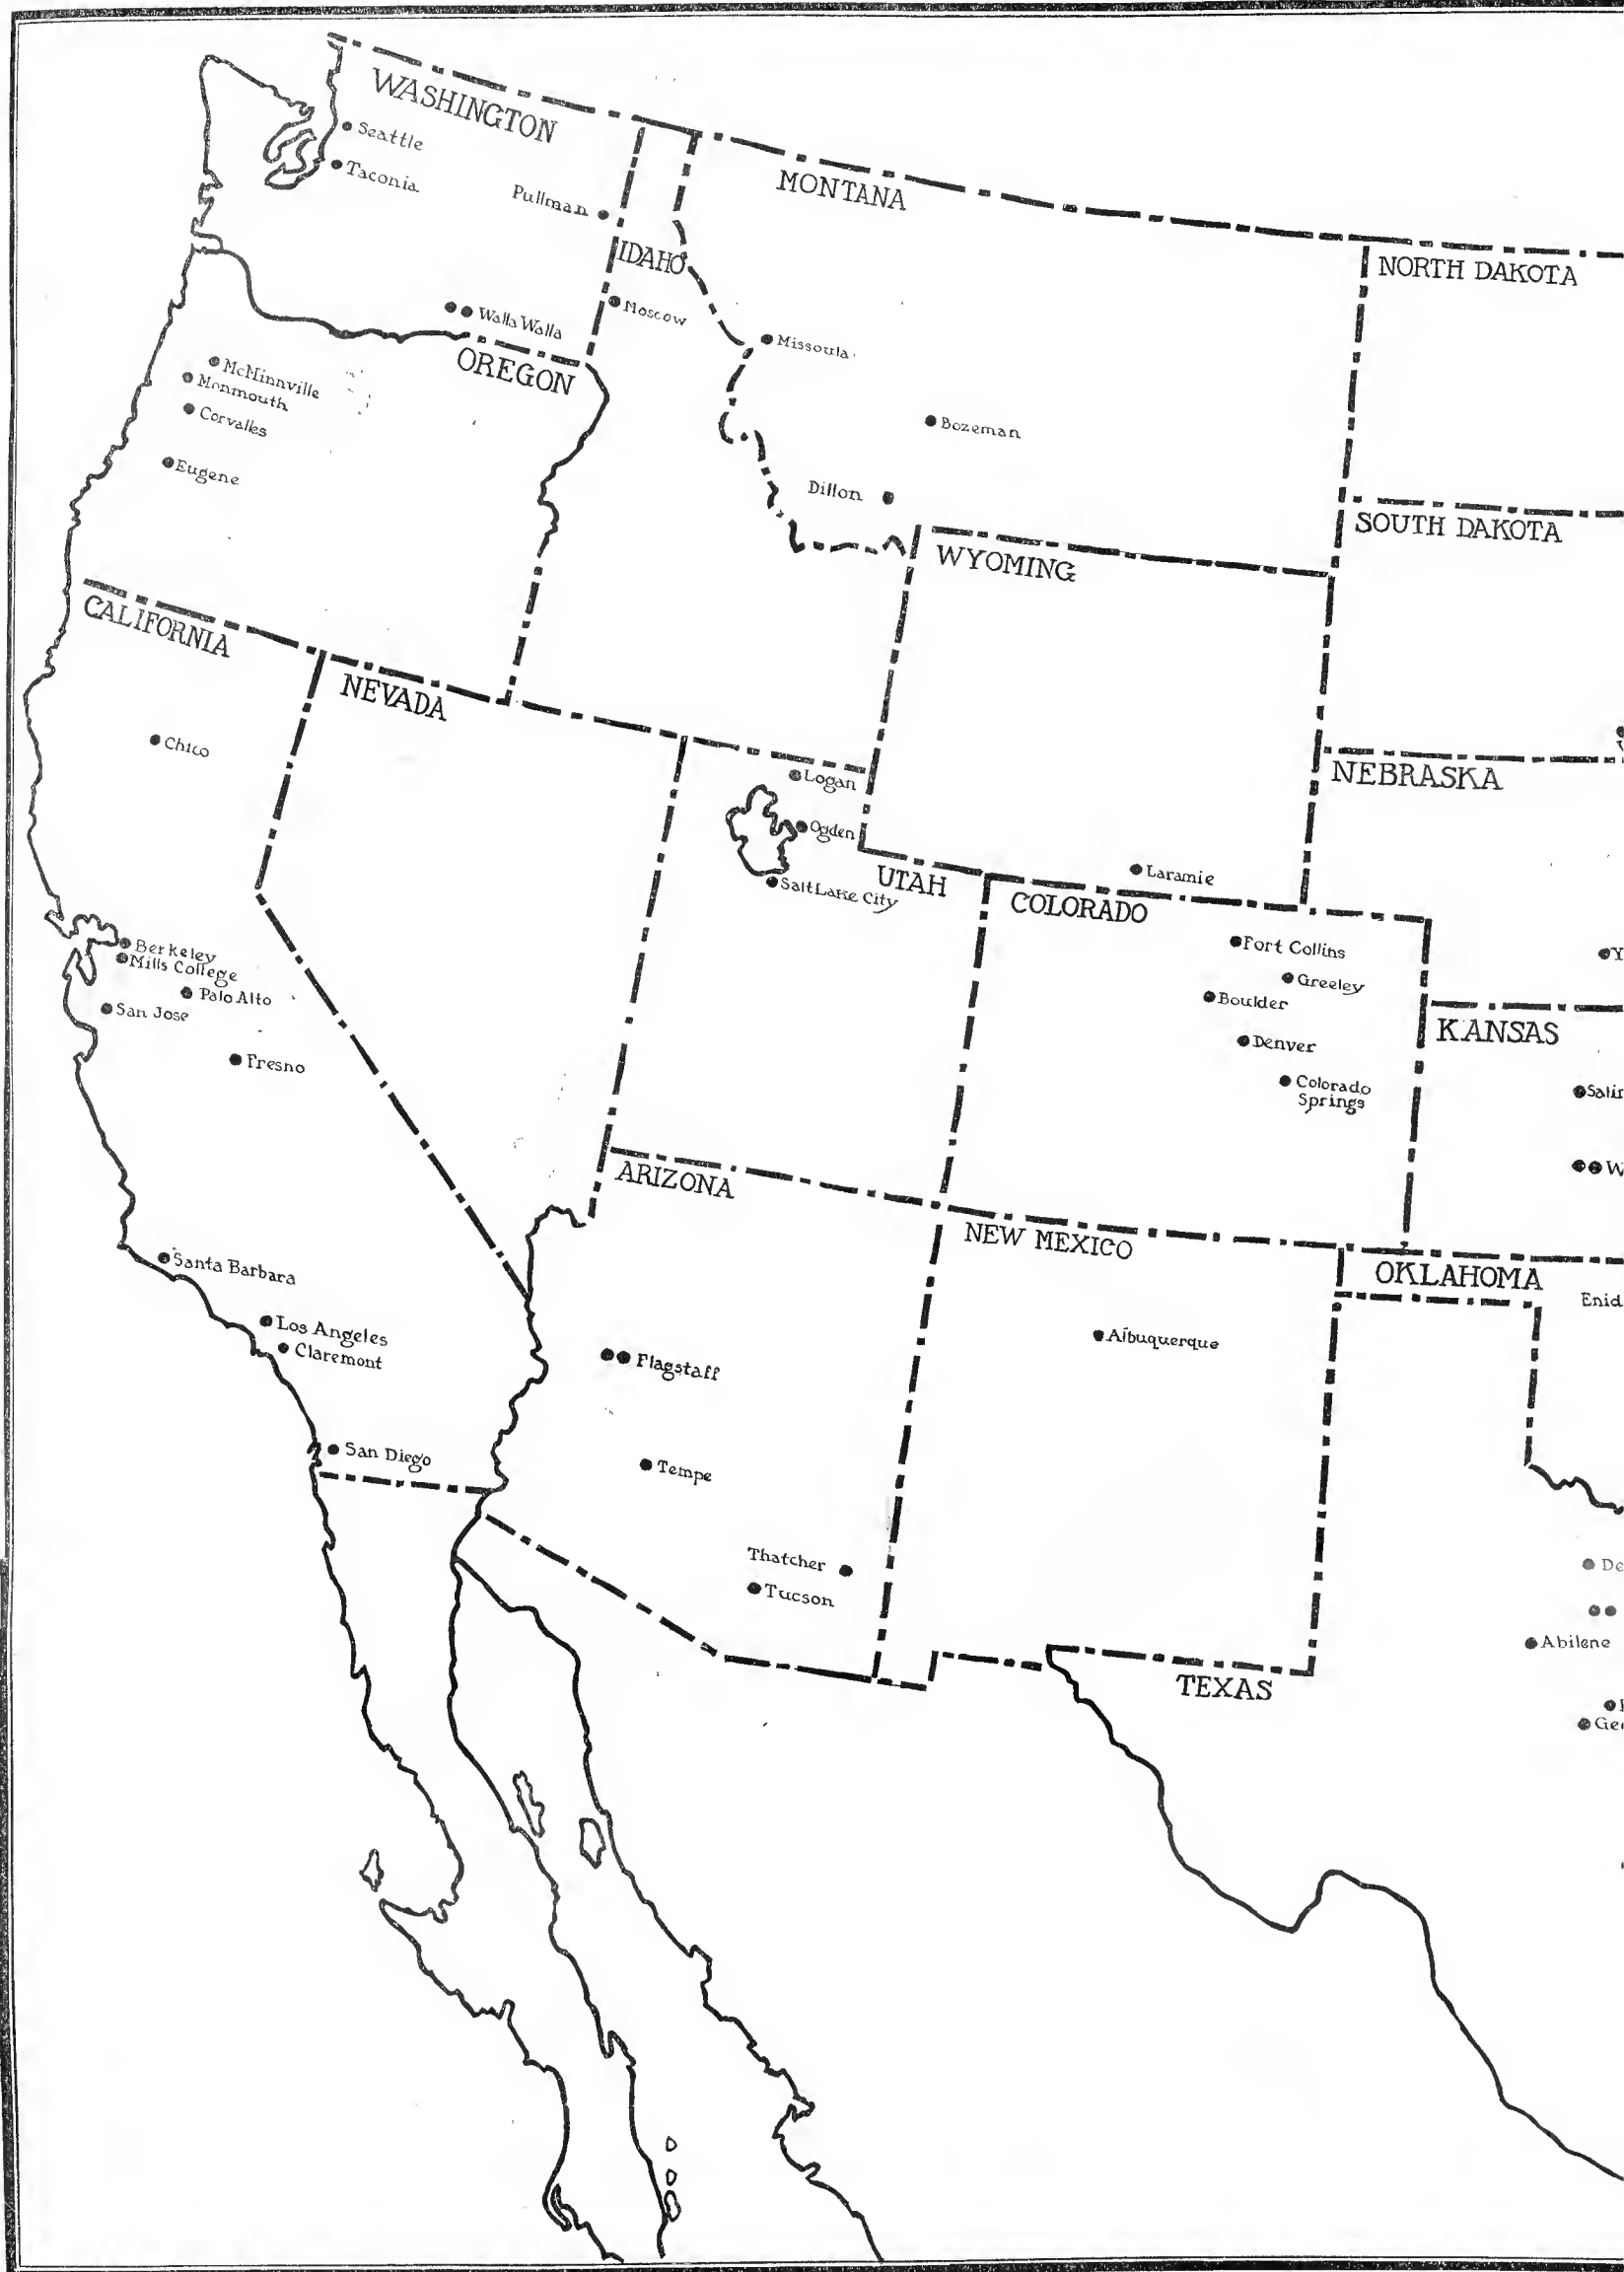 WASHINGTON
Seattle
Taconia
Pullman
IDAHO
MONTANA
NORTH DAKOTA
Walla Walla
Moscow
Missoula
OREGON
McMinnville
Monmouth
Corvalles
Eugene
Bozeman
Dillon
SOUTH DAKOTA
WYOMING
CALIFORNIA
NEVADA
Chico
Logan
Ogden
Salt Lake City
UTAH
NEBRASKA
Laramie
COLORADO
Fort Collins
Greeley
Boulder
Denver
Colorado
Springs
Berkeley
Mills College
Palo Alto
San Jose
Fresno
KANSAS
Salin
W
Y
ARIZONA
NEW MEXICO
OKLAHOMA
Enid
Santa Barbara
Los Angeles
Claremont
Flagstaff
Albuquerque
San Diego
Tempe
Thatcher
Tucson
TEXAS
De
Abilene
Ge